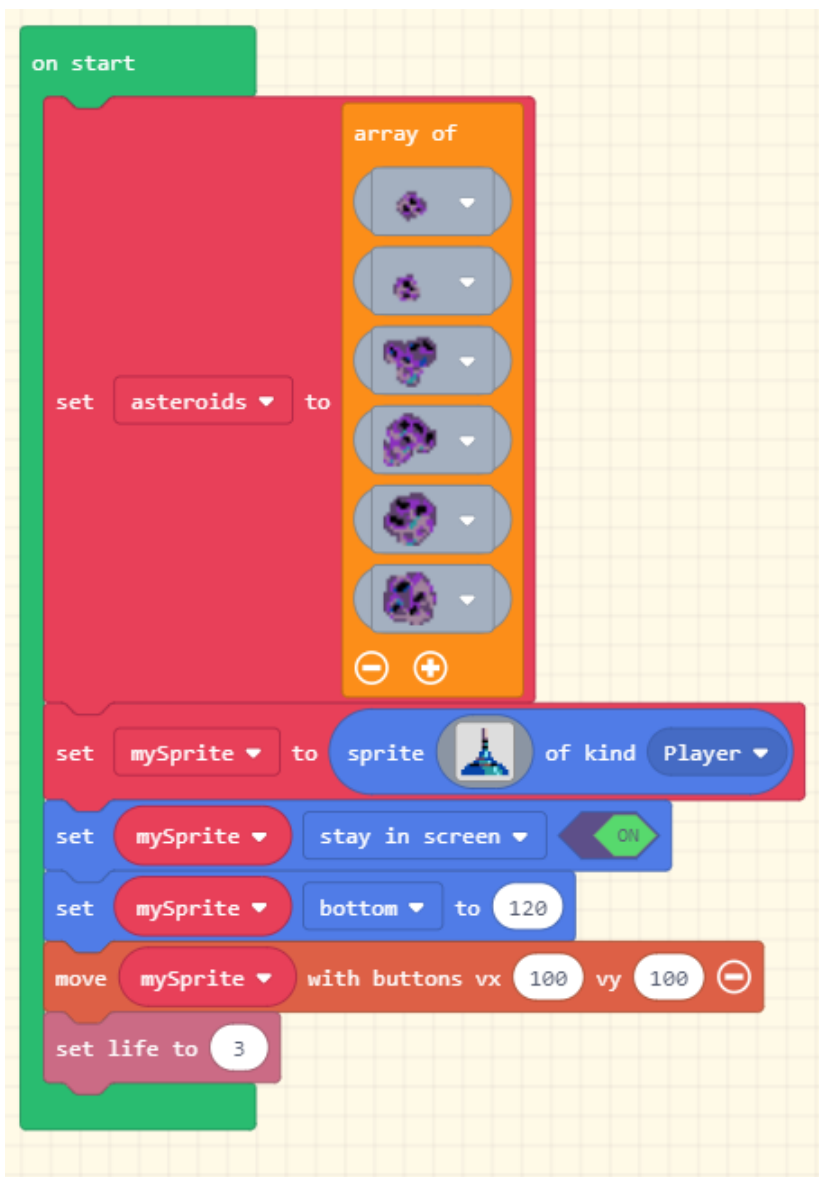 on start
array of
set asteroids to
set mySprite to sprite of kind Player
set mySprite stay in screen ON
set mySprite bottom to 120
move mySprite with buttons vx 100 vy 100
set life to 3